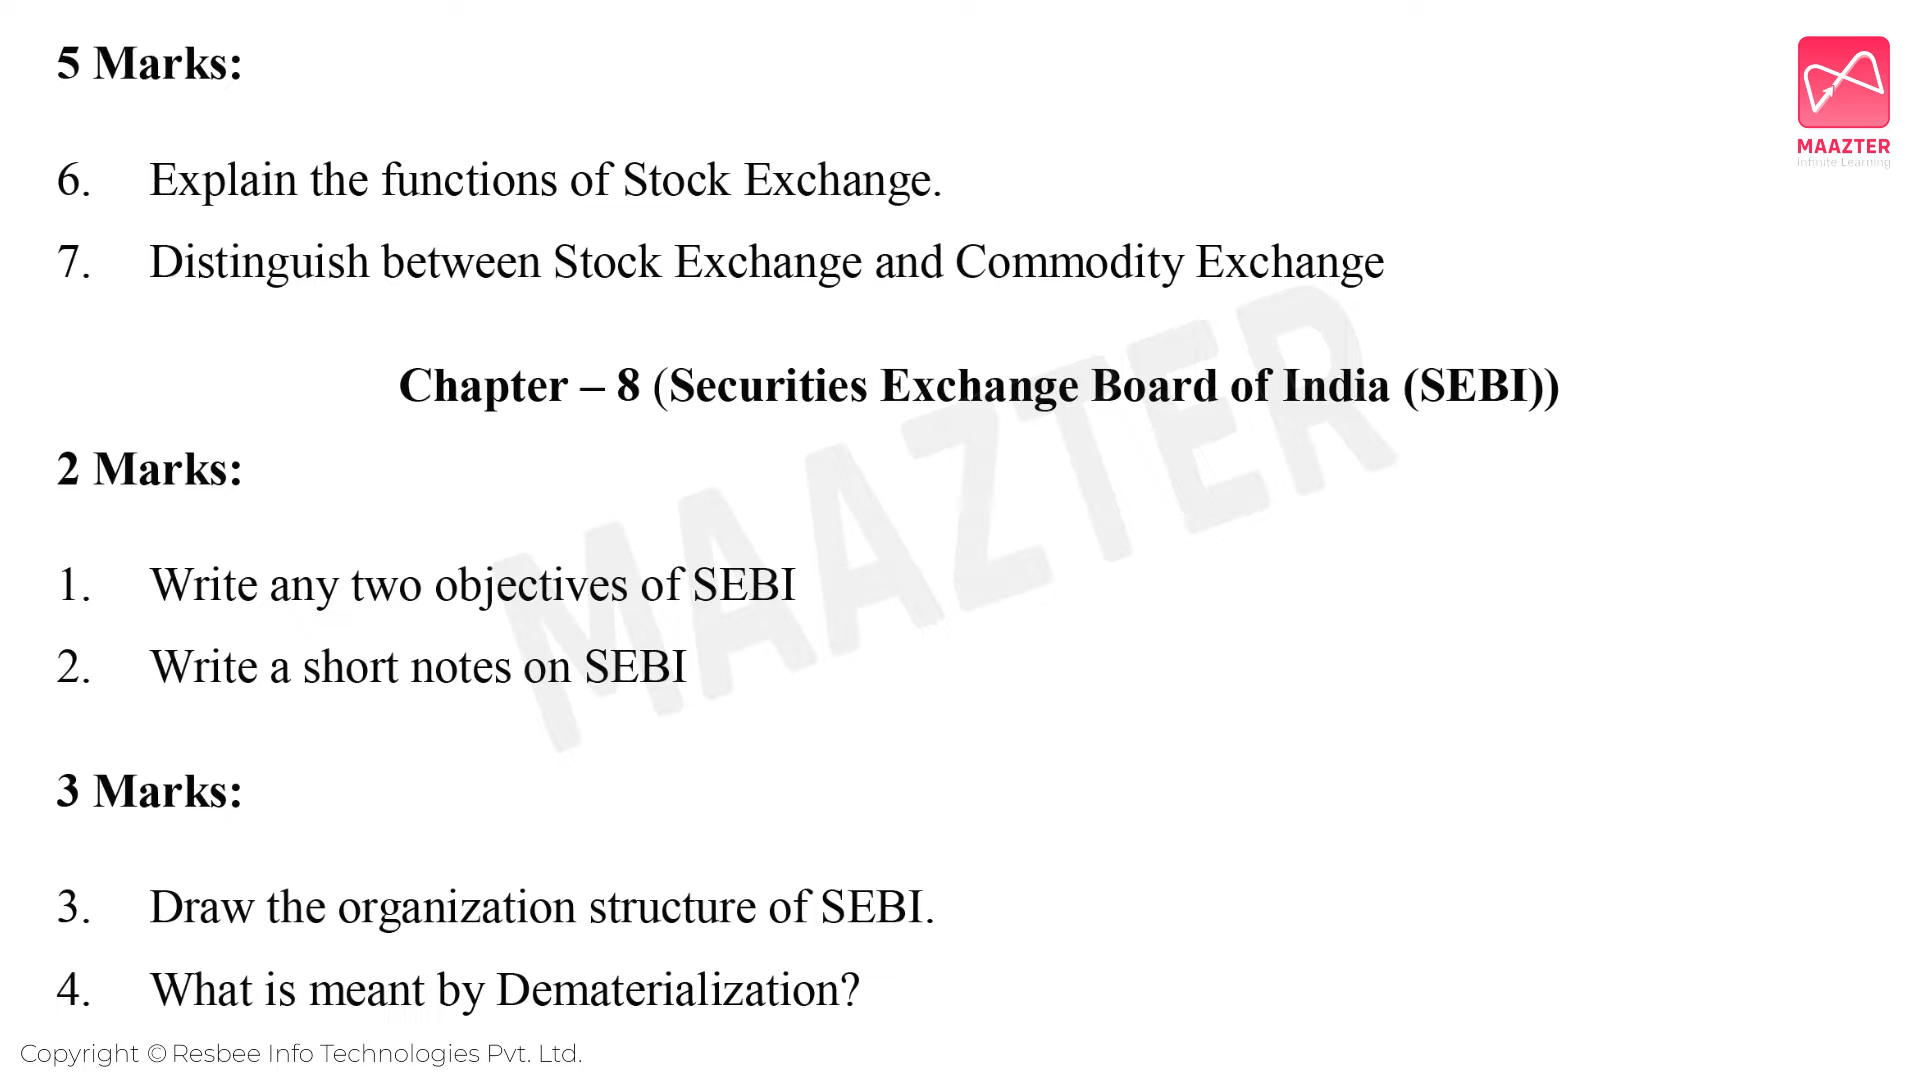 5 Marks:
MAAZTER
Infinite Learning
6. Explain the functions of Stock Exchange.
7. Distinguish between Stock Exchange and Commodity Exchange
Chapter – 8 (Securities Exchange Board of India (SEBI))
2 Marks:
MAAZTER
1. Write any two objectives of SEBI
2. Write a short notes on SEBI
3 Marks:
3. Draw the organization structure of SEBI.
4. What is meant by Dematerialization?
Copyright © Resbee Info Technologies Pvt. Ltd.